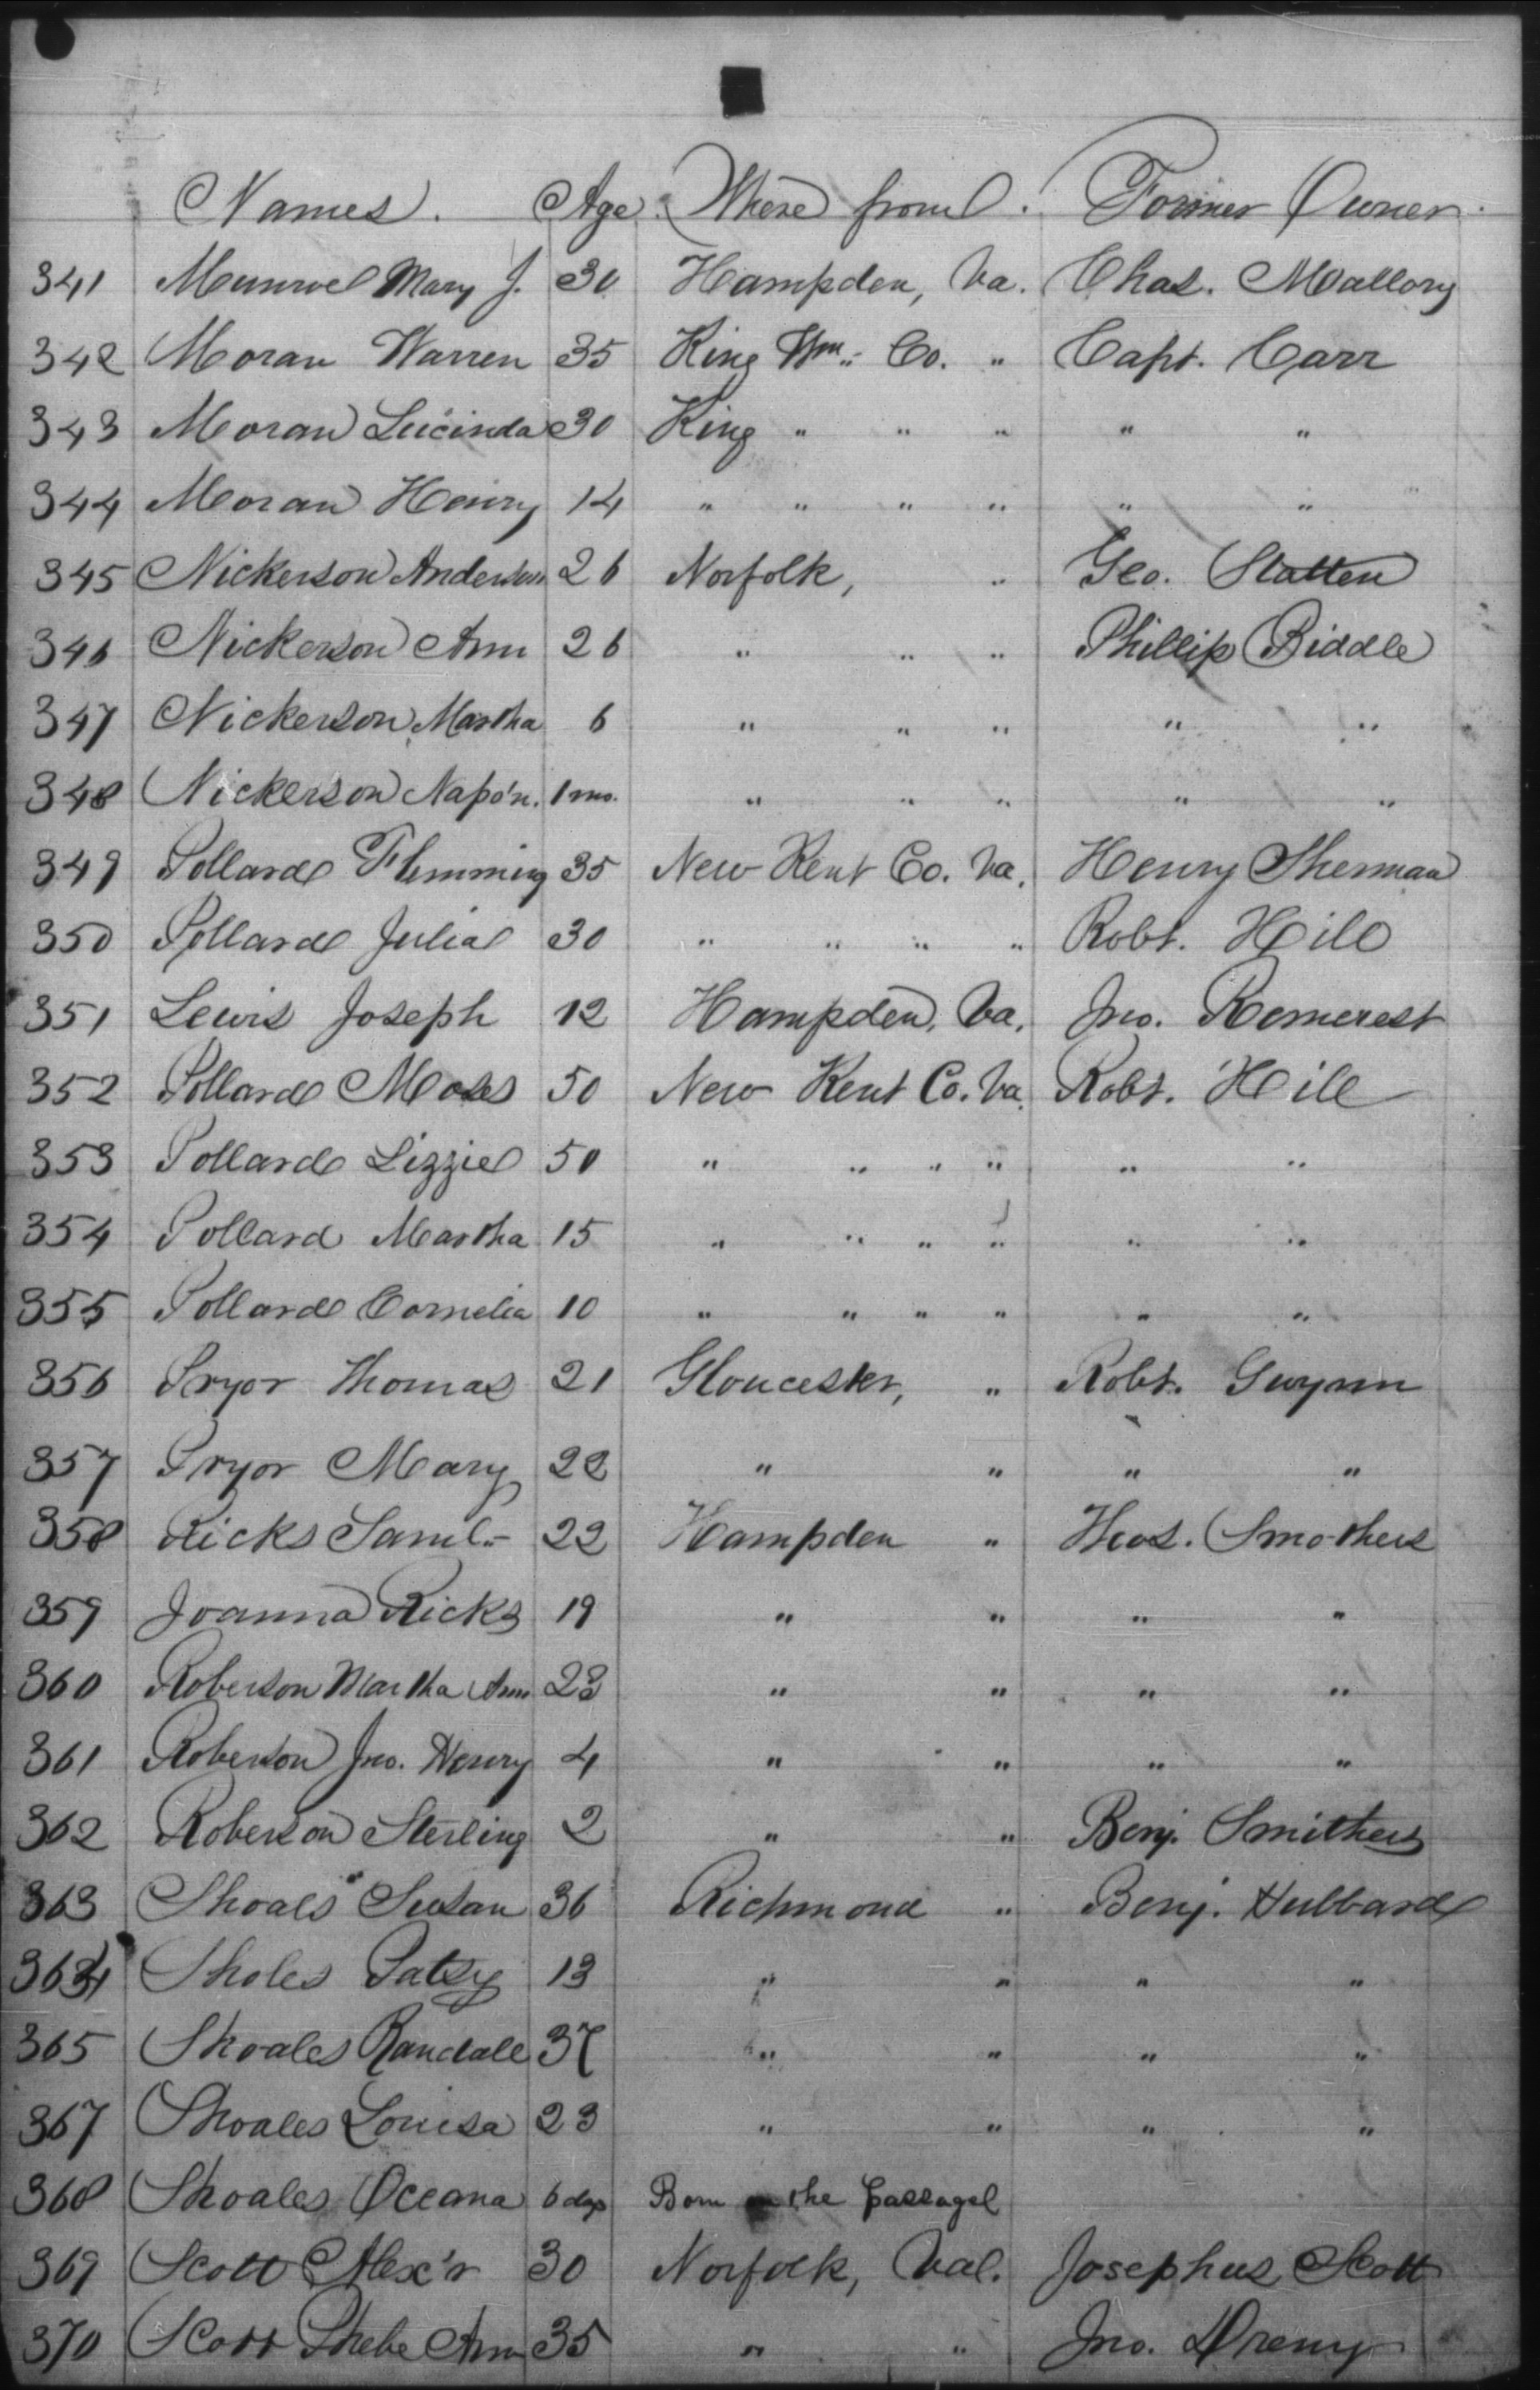 Names. Age. Where from. Former Owner.
341 Munroe Mary J. 30 Hampden, Va. Chas. Mallory
342 Moran Warren 35 King Wm. Co. " Capt. Carr
343 Moran Lucinda 30 King " " " " "
344 Moran Henry 14 " " " " " "
345 Nickerson Anderson 26 Norfolk, " Geo. Statten
346 Nickerson Ann 26 " " " Phillip Biddle
347 Nickerson Martha 6 " " " " "
348 Nickerson Napo'n. 1 mo. " " " " "
349 Pollard Flemming 35 New Kent Co. Va. Henry Sherman
350 Pollard Julia 30 " " " " Robt. Hill
351 Lewis Joseph 12 Hampden, Va. Jno.
352 Pollard Moses 50 New Kent Co. Va. Robt. Hill
353 Pollard Lizzie 50 " " " " " "
354 Pollard Martha 15 " " " " " "
355 Pollard Cornelia 10 " " " " " "
356 Pryor Thomas 21 Gloucester, " Robt. Gwynn
357 Pryor Mary 22 " " " "
358 Ricks Saml. 22 Hampden " Thos. Smothers
359 Joanna Ricks 19 " " " "
360 Roberson Martha Ann 23 " " " "
361 Roberson Jno. Henry 4 " " " "
362 Roberson Sterling 2 " " Benj. Smithers
363 Shoals Susan 36 Richmond " Benj. Hubbard
364 Sholes Patsy 13 " " " "
365 Shoales Randall 37 " " " "
367 Shoales Louisa 23 " " " "
368 Shoales Oceana 6 dys Born on the passage
369 Scott Alex'r 30 Norfolk, Va. Josephus Scott
370 Scott Phebe Ann 35 " " Jno.